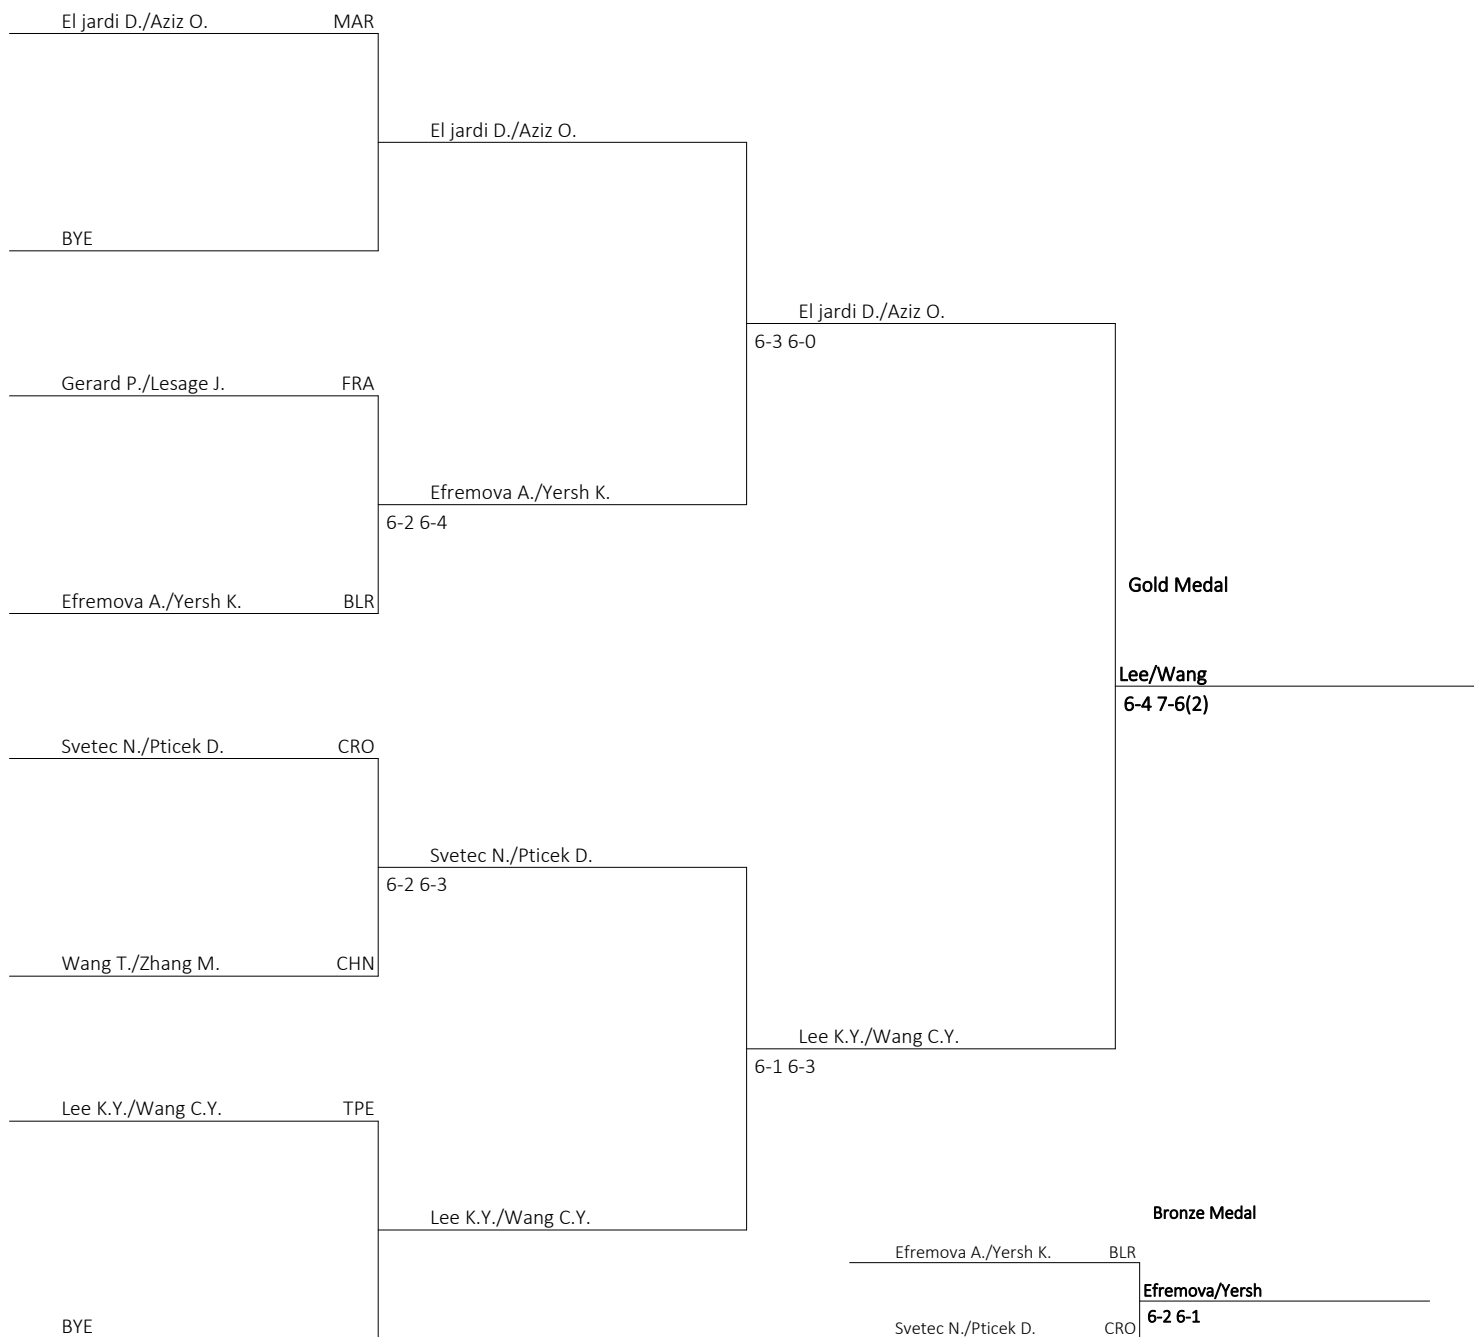 El jardi D./Aziz O. MAR
El jardi D./Aziz O.
BYE
El jardi D./Aziz O.
6-3 6-0
Gerard P./Lesage J. FRA
Efremova A./Yersh K.
6-2 6-4
Gold Medal
Efremova A./Yersh K. BLR
Lee/Wang
6-4 7-6(2)
Svetec N./Pticek D. CRO
Svetec N./Pticek D.
6-2 6-3
Wang T./Zhang M. CHN
Lee K.Y./Wang C.Y.
6-1 6-3
Lee K.Y./Wang C.Y. TPE
Lee K.Y./Wang C.Y.
Bronze Medal
Efremova A./Yersh K. BLR
Efremova/Yersh
6-2 6-1
BYE
Svetec N./Pticek D. CRO